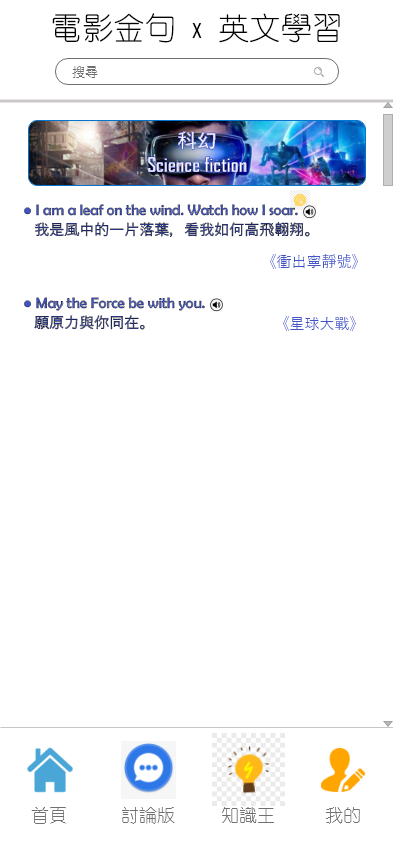 電影金句 x 英文學習
搜尋
科幻
Science fiction
I am a leaf on the wind. Watch how I soar.
我是風中的一片落葉，看我如何高飛翱翔。
《衝出寧靜號》
May the Force be with you.
願原力與你同在。
《星球大戰》
首頁 討論版 知識王 我的